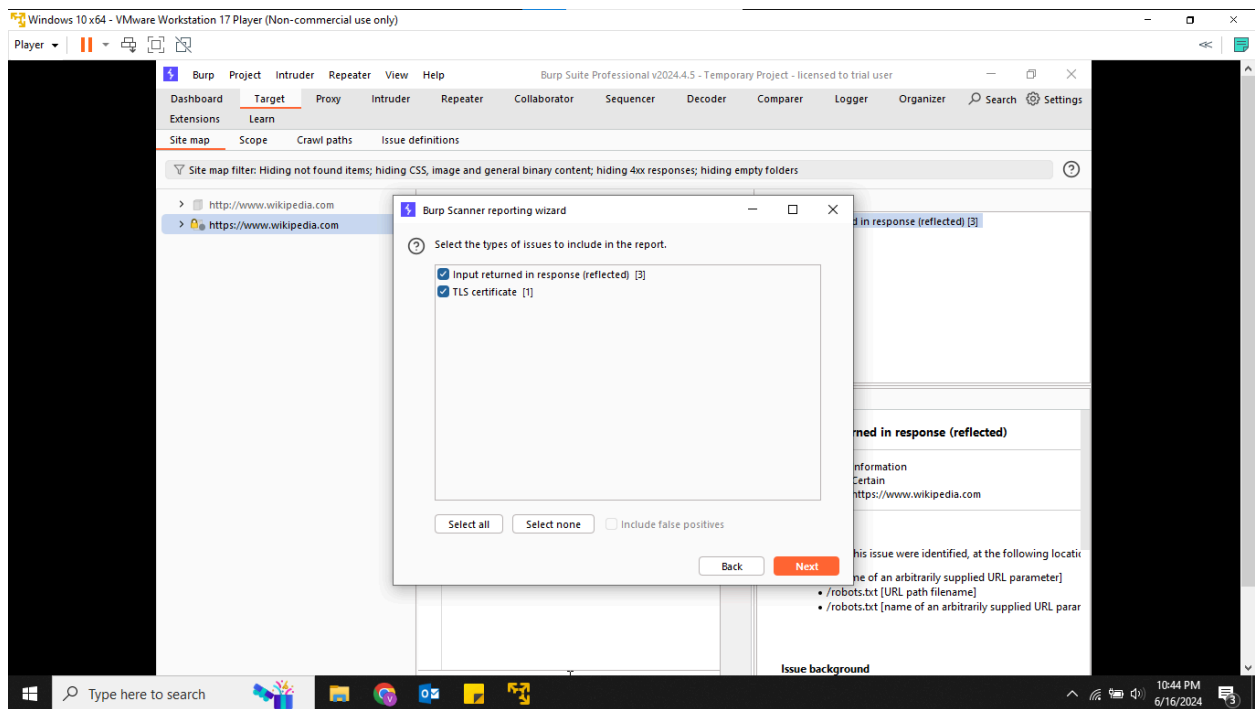 Windows 10 x64 - VMware Workstation 17 Player (Non-commercial use only)
Player
Burp Project Intruder Repeater View Help Burp Suite Professional v2024.4.5 - Temporary Project - licensed to trial user
Dashboard Target Proxy Intruder Repeater Collaborator Sequencer Decoder Comparer Logger Organizer Search Settings
Extensions Learn
Site map Scope Crawl paths Issue definitions
Site map filter: Hiding not found items; hiding CSS, image and general binary content; hiding 4xx responses; hiding empty folders
http://www.wikipedia.com
https://www.wikipedia.com
Burp Scanner reporting wizard
Select the types of issues to include in the report.
Input returned in response (reflected) [3]
TLS certificate [1]
Select all Select none Include false positives
Back Next
d in response (reflected) [3]
rned in response (reflected)
nformation
Certain
https://www.wikipedia.com
his issue were identified, at the following locatio
me of an arbitrarily supplied URL parameter]
• /robots.txt [URL path filename]
• /robots.txt [name of an arbitrarily supplied URL parar
Issue background
Type here to search
10:44 PM
6/16/2024
3